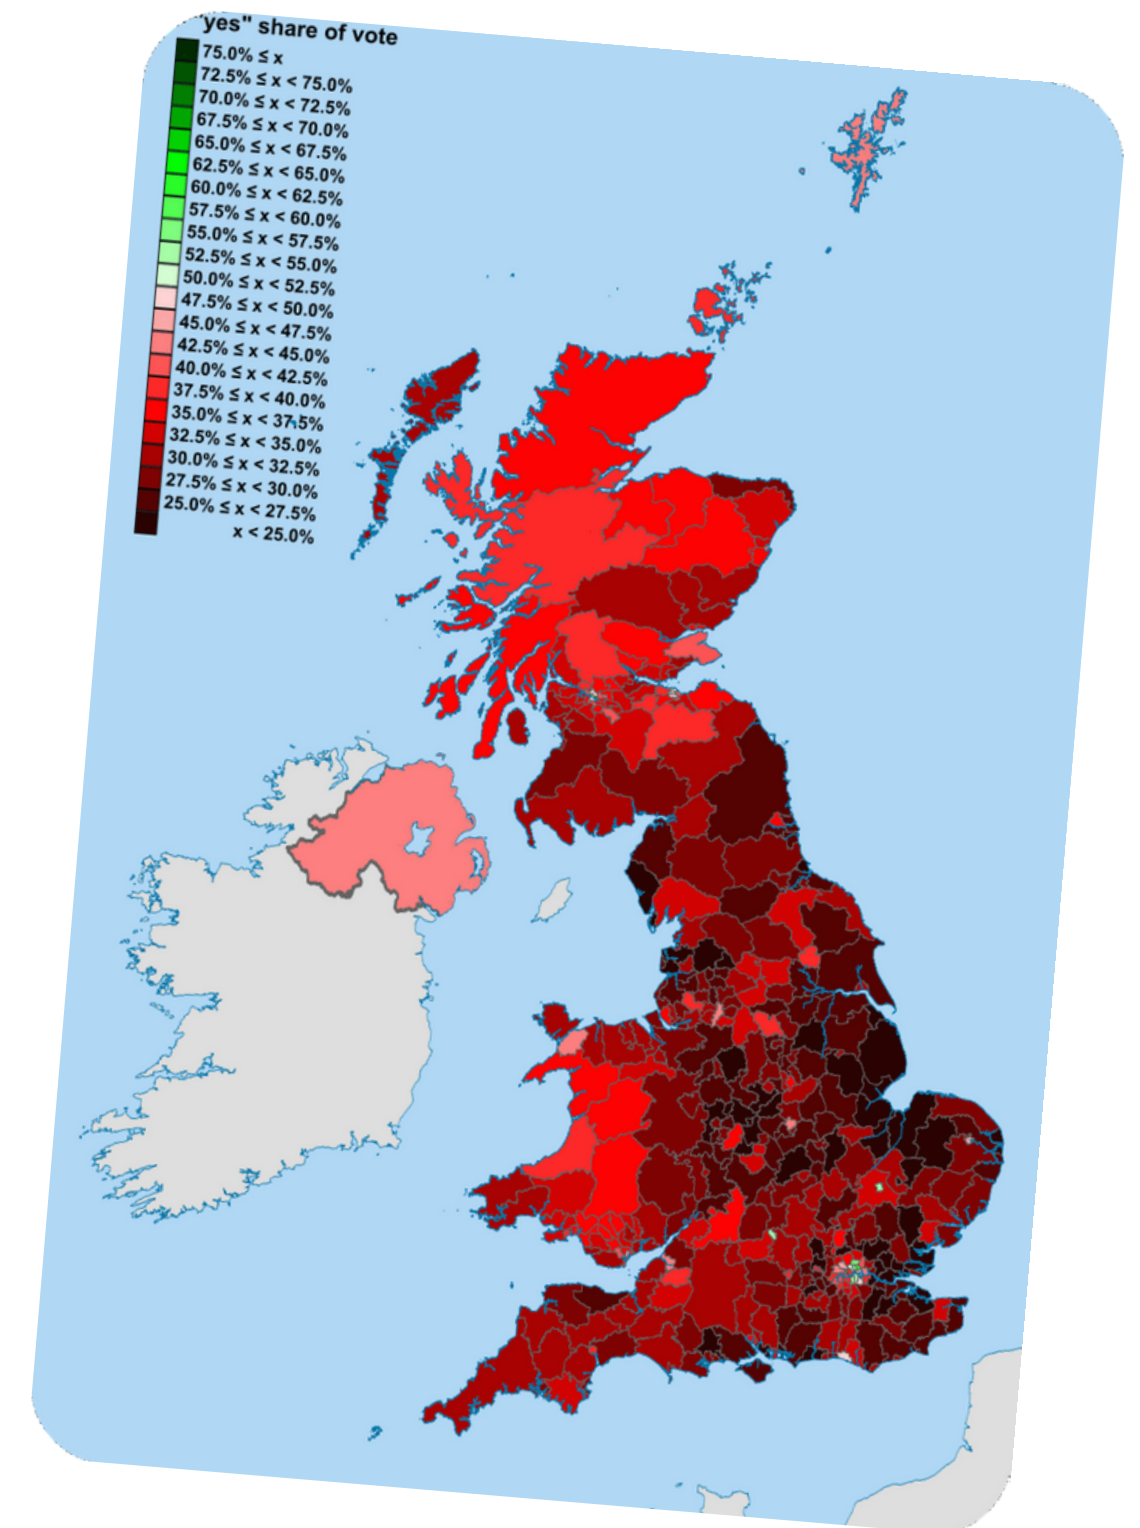 "yes" share of vote
75.0% ≤ x
72.5% ≤ x < 75.0%
70.0% ≤ x < 72.5%
67.5% ≤ x < 70.0%
65.0% ≤ x < 67.5%
62.5% ≤ x < 65.0%
60.0% ≤ x < 62.5%
57.5% ≤ x < 60.0%
55.0% ≤ x < 57.5%
52.5% ≤ x < 55.0%
50.0% ≤ x < 52.5%
47.5% ≤ x < 50.0%
45.0% ≤ x < 47.5%
42.5% ≤ x < 45.0%
40.0% ≤ x < 42.5%
37.5% ≤ x < 40.0%
35.0% ≤ x < 37.5%
32.5% ≤ x < 35.0%
30.0% ≤ x < 32.5%
27.5% ≤ x < 30.0%
25.0% ≤ x < 27.5%
x < 25.0%